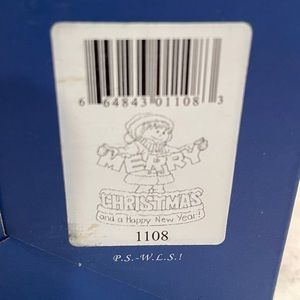 6 64843 01108 3
MERRY
CHRISTMAS
and a Happy New Year!
1108
P.S.-W.L.S.!